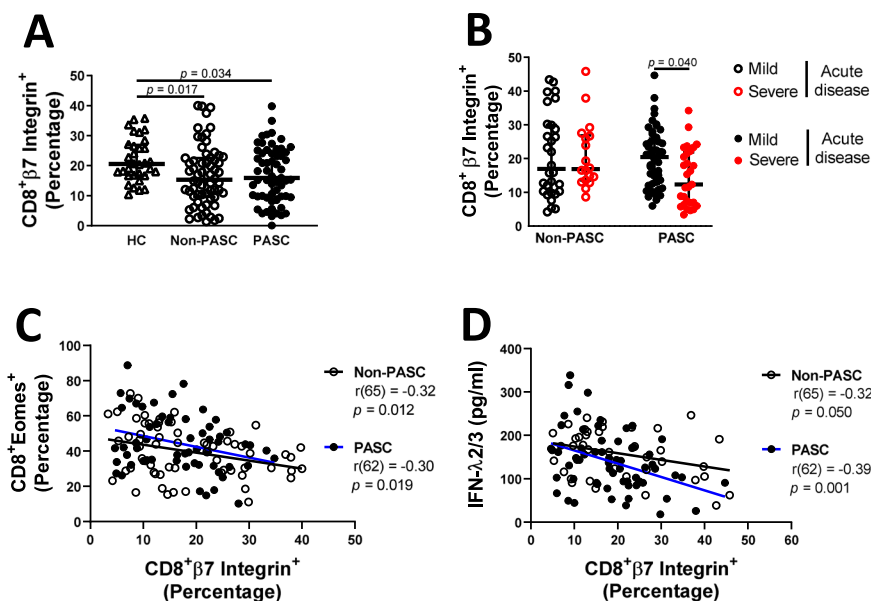 A
CD8⁺β7 Integrin⁺
(Percentage)
50
40
30
20
10
0
p = 0.034
p = 0.017
HC
Non-PASC
PASC
B
CD8⁺β7 Integrin⁺
(Percentage)
50
40
30
20
10
0
p = 0.040
Non-PASC
PASC
Mild
Severe
Acute
disease
Mild
Severe
Acute
disease
C
CD8⁺Eomes⁺
(Percentage)
100
80
60
40
20
0
0 10 20 30 40 50
CD8⁺β7 Integrin⁺
(Percentage)
Non-PASC
r(65) = -0.32
p = 0.012
PASC
r(62) = -0.30
p = 0.019
D
IFN-λ2/3 (pg/ml)
400
300
200
100
0
0 10 20 30 40 50 60
CD8⁺β7 Integrin⁺
(Percentage)
Non-PASC
r(65) = -0.32
p = 0.050
PASC
r(62) = -0.39
p = 0.001